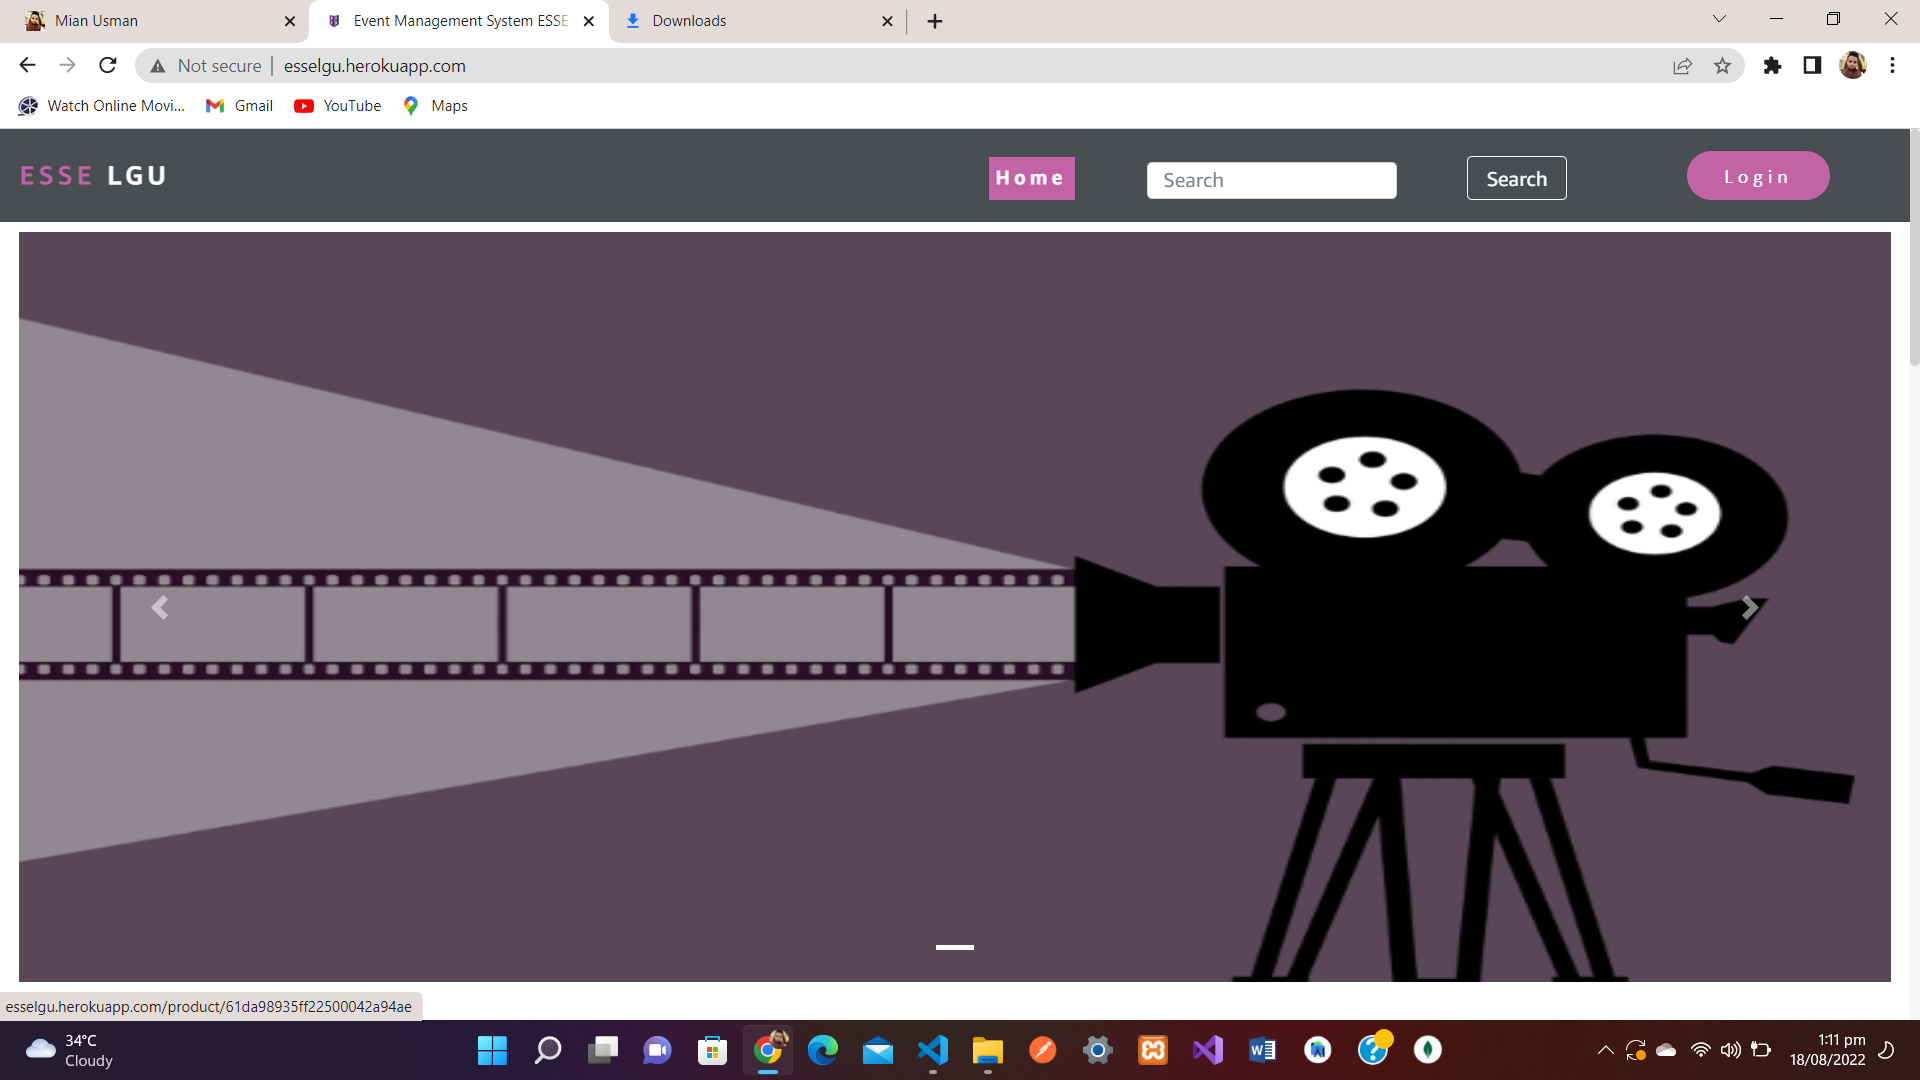 Mian Usman
Event Management System ESSE
Downloads
Not secure
esselgu.herokuapp.com
Watch Online Movi...
Gmail
YouTube
Maps
ESSE LGU
Home
Search
Search
Login
esselgu.herokuapp.com/product/61da98935ff22500042a94ae
34°C
Cloudy
1:11 pm
18/08/2022